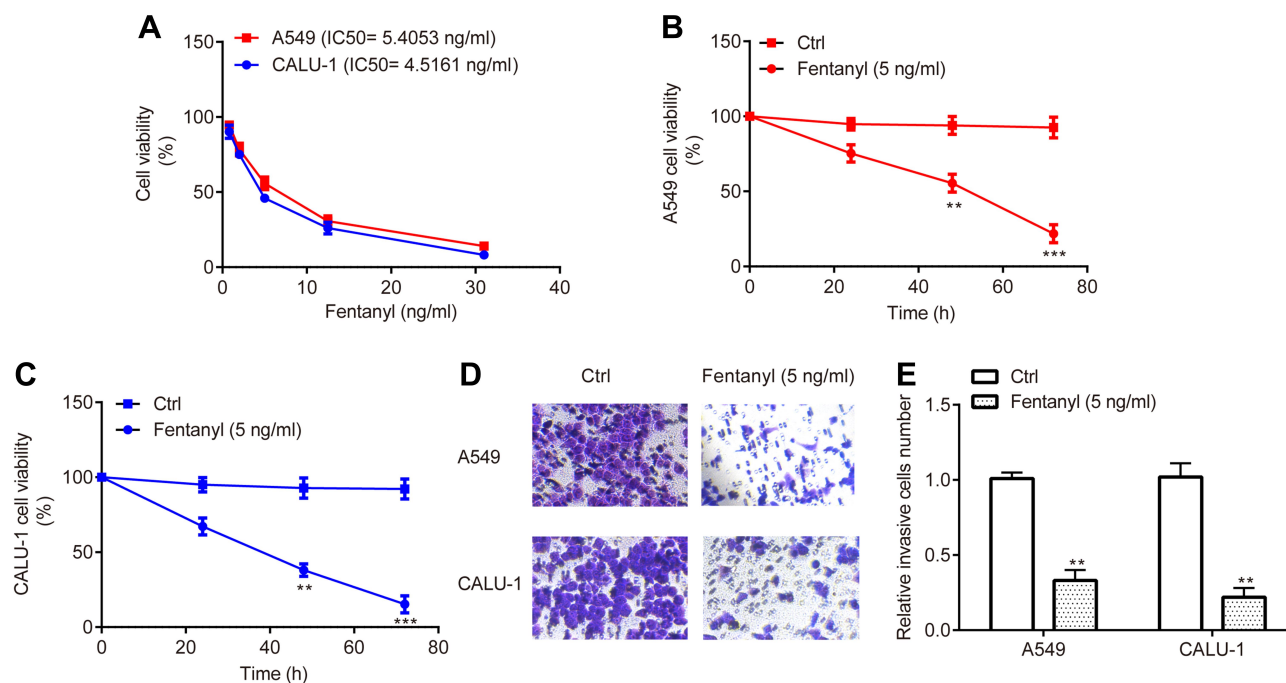 A
A549 (IC50= 5.4053 ng/ml)
CALU-1 (IC50= 4.5161 ng/ml)
Cell viability
(%)
150
100
50
0
0 10 20 30 40
Fentanyl (ng/ml)
B
Ctrl
Fentanyl (5 ng/ml)
A549 cell viability
(%)
150
100
50
0
**
***
0 20 40 60 80
Time (h)
C
Ctrl
Fentanyl (5 ng/ml)
CALU-1 cell viability
(%)
150
100
50
0
**
***
0 20 40 60 80
Time (h)
D
Ctrl Fentanyl (5 ng/ml)
A549
CALU-1
E
Ctrl
Fentanyl (5 ng/ml)
Relative invasive cells number
1.5
1.0
0.5
0.0
**
**
A549 CALU-1